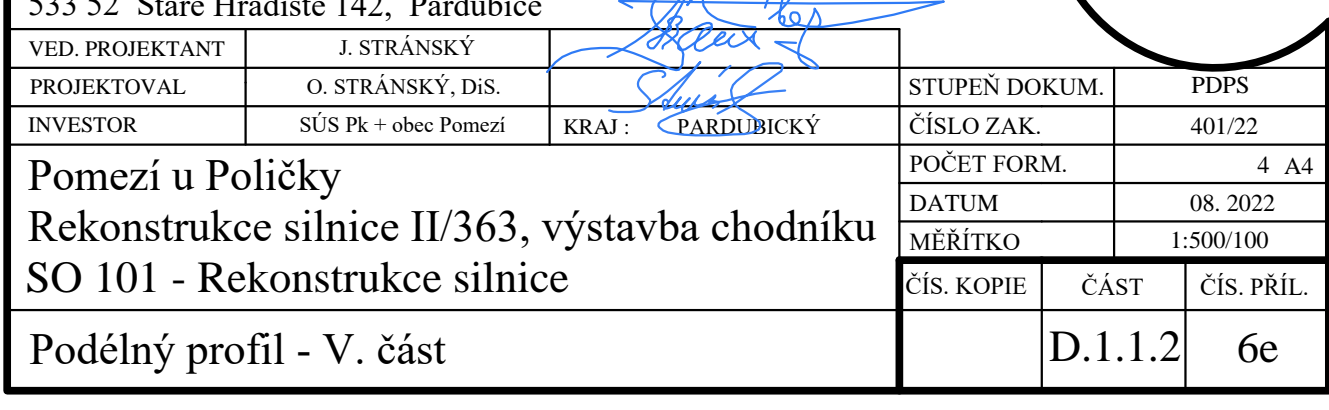 533 52 Staré Hradiště 142, Pardubice
VED. PROJEKTANT J. STRÁNSKÝ
PROJEKTOVAL O. STRÁNSKÝ, DiS. STUPEŇ DOKUM. PDPS
INVESTOR SÚS Pk + obec Pomezí KRAJ : PARDUBICKÝ ČÍSLO ZAK. 401/22
POČET FORM. 4 A4
Pomezí u Poličky
DATUM 08. 2022
Rekonstrukce silnice II/363, výstavba chodníku
MĚŘÍTKO 1:500/100
SO 101 - Rekonstrukce silnice
ČÍS. KOPIE ČÁST ČÍS. PŘÍL.
Podélný profil - V. část D.1.1.2 6e